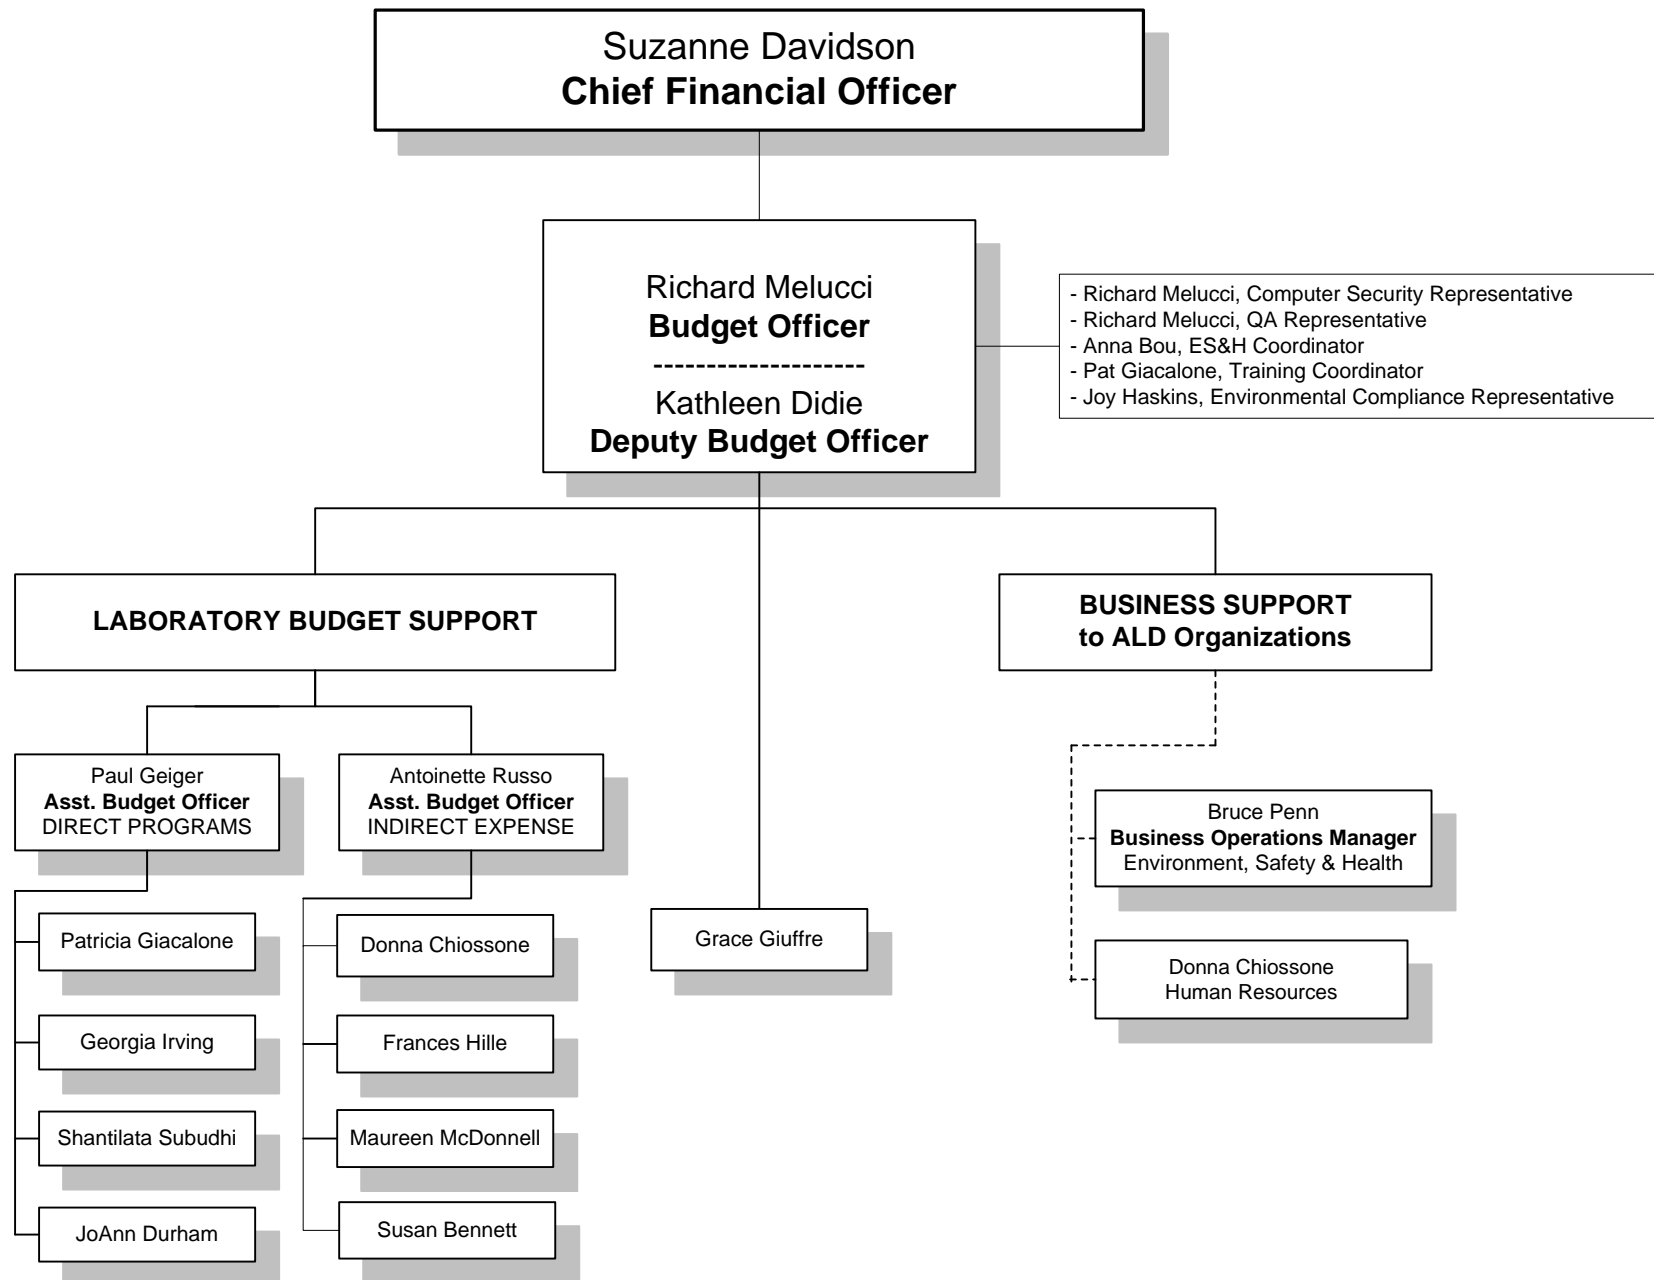 Suzanne Davidson
Chief Financial Officer
Richard Melucci
Budget Officer
--------------------
Kathleen Didie
Deputy Budget Officer
- Richard Melucci, Computer Security Representative
- Richard Melucci, QA Representative
- Anna Bou, ES&H Coordinator
- Pat Giacalone, Training Coordinator
- Joy Haskins, Environmental Compliance Representative
LABORATORY BUDGET SUPPORT
BUSINESS SUPPORT
to ALD Organizations
Paul Geiger
Asst. Budget Officer
DIRECT PROGRAMS
Antoinette Russo
Asst. Budget Officer
INDIRECT EXPENSE
Bruce Penn
Business Operations Manager
Environment, Safety & Health
Patricia Giacalone
Donna Chiossone
Grace Giuffre
Donna Chiossone
Human Resources
Georgia Irving
Frances Hille
Shantilata Subudhi
Maureen McDonnell
JoAnn Durham
Susan Bennett